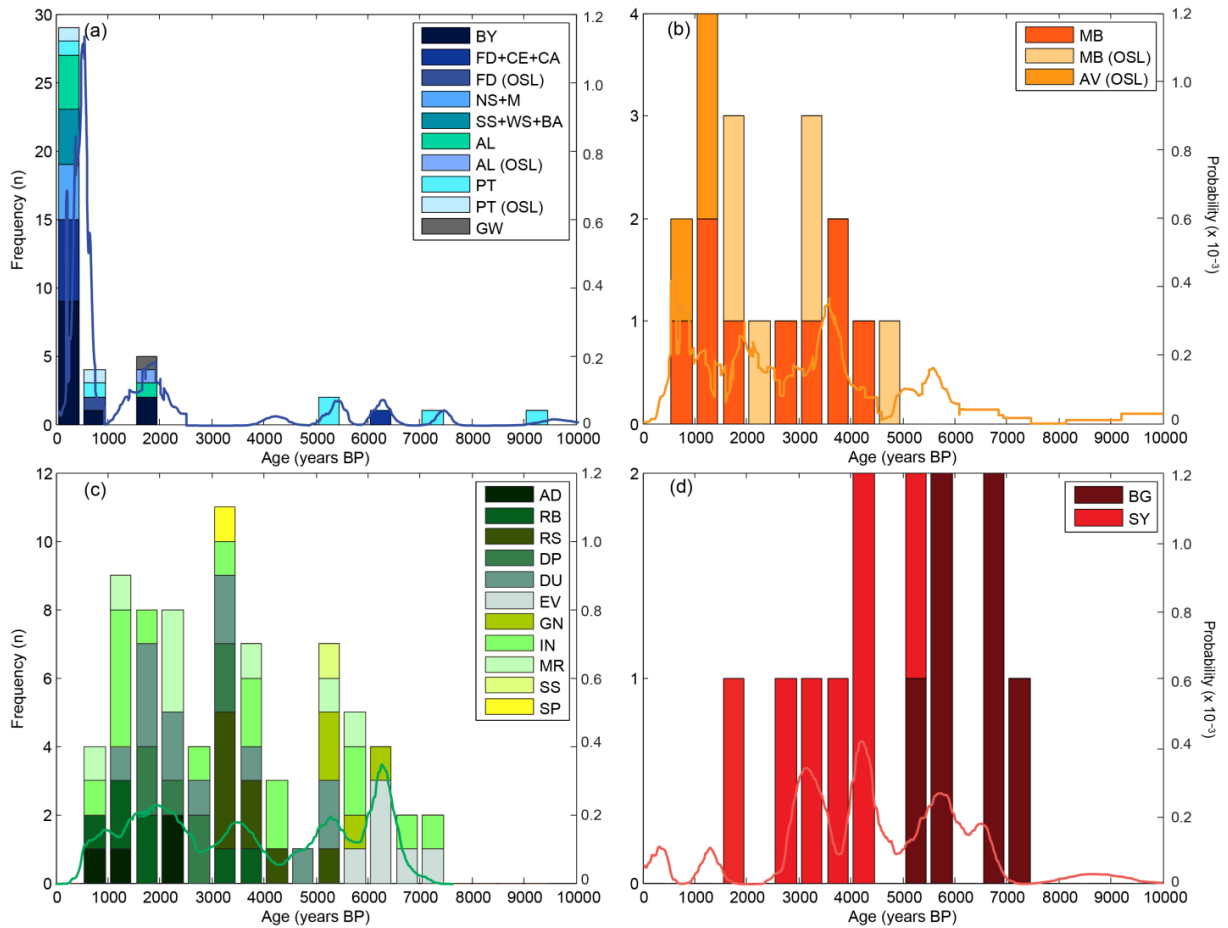 (a)
30
25
20
15
10
5
0
Frequency (n)
1.2
1.0
0.8
0.6
0.4
0.2
0
BY
FD+CE+CA
FD (OSL)
NS+M
SS+WS+BA
AL
AL (OSL)
PT
PT (OSL)
GW
0 1000 2000 3000 4000 5000 6000 7000 8000 9000 10000
Age (years BP)
(b)
4
3
2
1
0
1.2
1.0
0.8
0.6
0.4
0.2
0
Probability (x 10⁻³)
MB
MB (OSL)
AV (OSL)
0 1000 2000 3000 4000 5000 6000 7000 8000 9000 10000
Age (years BP)
(c)
12
10
8
6
4
2
0
Frequency (n)
1.2
1.0
0.8
0.6
0.4
0.2
0
AD
RB
RS
DP
DU
EV
GN
IN
MR
SS
SP
0 1000 2000 3000 4000 5000 6000 7000 8000 9000 10000
Age (years BP)
(d)
2
1
0
1.2
1.0
0.8
0.6
0.4
0.2
0
Probability (x 10⁻³)
BG
SY
0 1000 2000 3000 4000 5000 6000 7000 8000 9000 10000
Age (years BP)